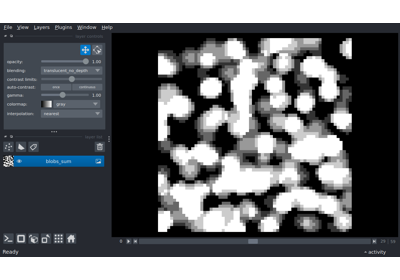 File View Layers Plugins Window Help
opacity: 1.00
blending: translucent_no_depth
contrast limits:
auto-contrast: once continuous
gamma: 1.00
colormap: gray
interpolation: nearest
blobs_sum
Ready
activity